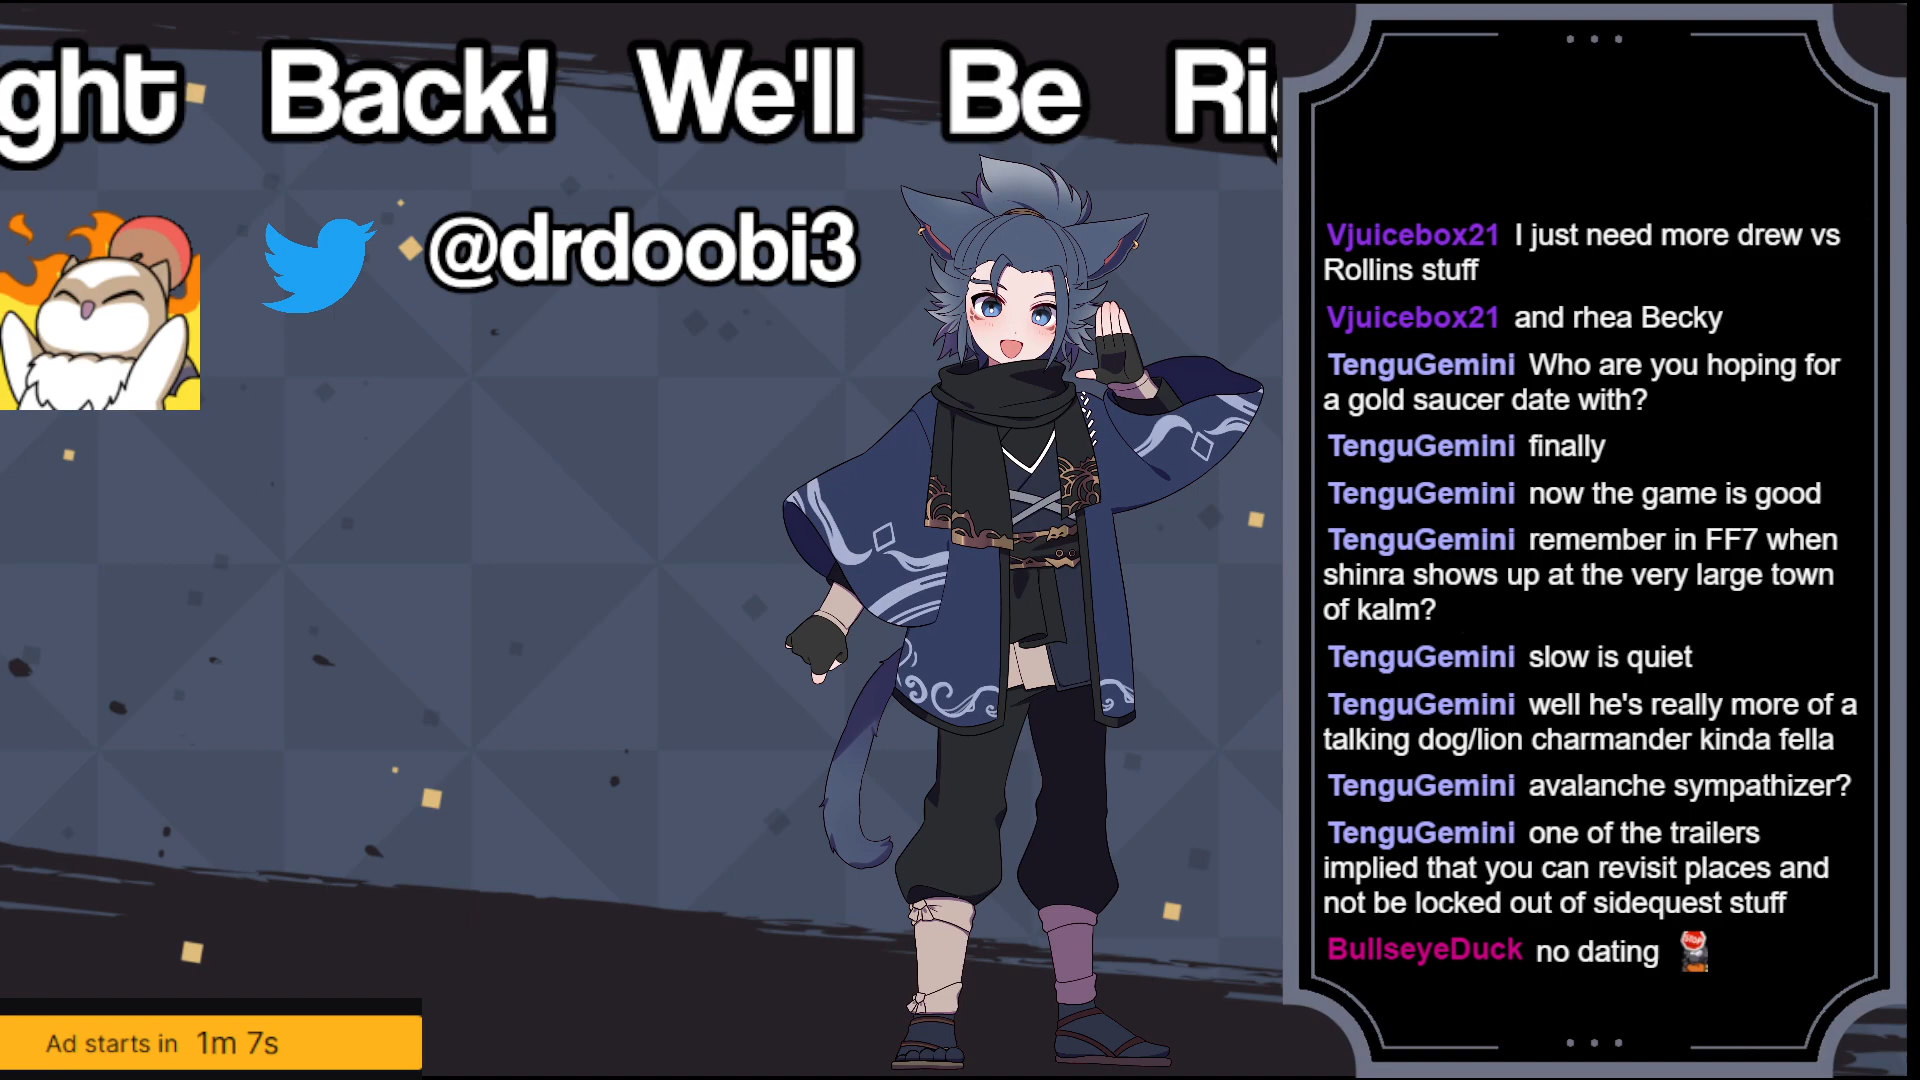 ght Back! We'll Be Ri
@drdoobi3
Vjuicebox21 I just need more drew vs
Rollins stuff
Vjuicebox21 and rhea Becky
TenguGemini Who are you hoping for
a gold saucer date with?
TenguGemini finally
TenguGemini now the game is good
TenguGemini remember in FF7 when
shinra shows up at the very large town
of kalm?
TenguGemini slow is quiet
TenguGemini well he's really more of a
talking dog/lion charmander kinda fella
TenguGemini avalanche sympathizer?
TenguGemini one of the trailers
implied that you can revisit places and
not be locked out of sidequest stuff
BullseyeDuck no dating STOP
Ad starts in 1m 7s